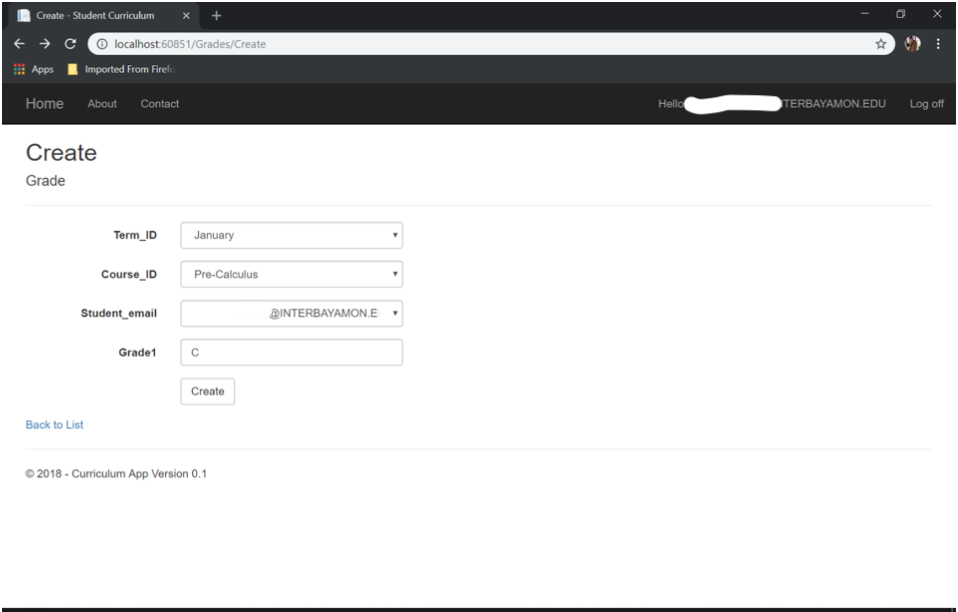 Create - Student Curriculum
localhost:60851/Grades/Create
Apps Imported From Firefo
Home About Contact Hello TERBAYAMON.EDU Log off
Create
Grade
Term_ID January
Course_ID Pre-Calculus
Student_email @INTERBAYAMON.E
Grade1 C
Create
Back to List
© 2018 - Curriculum App Version 0.1